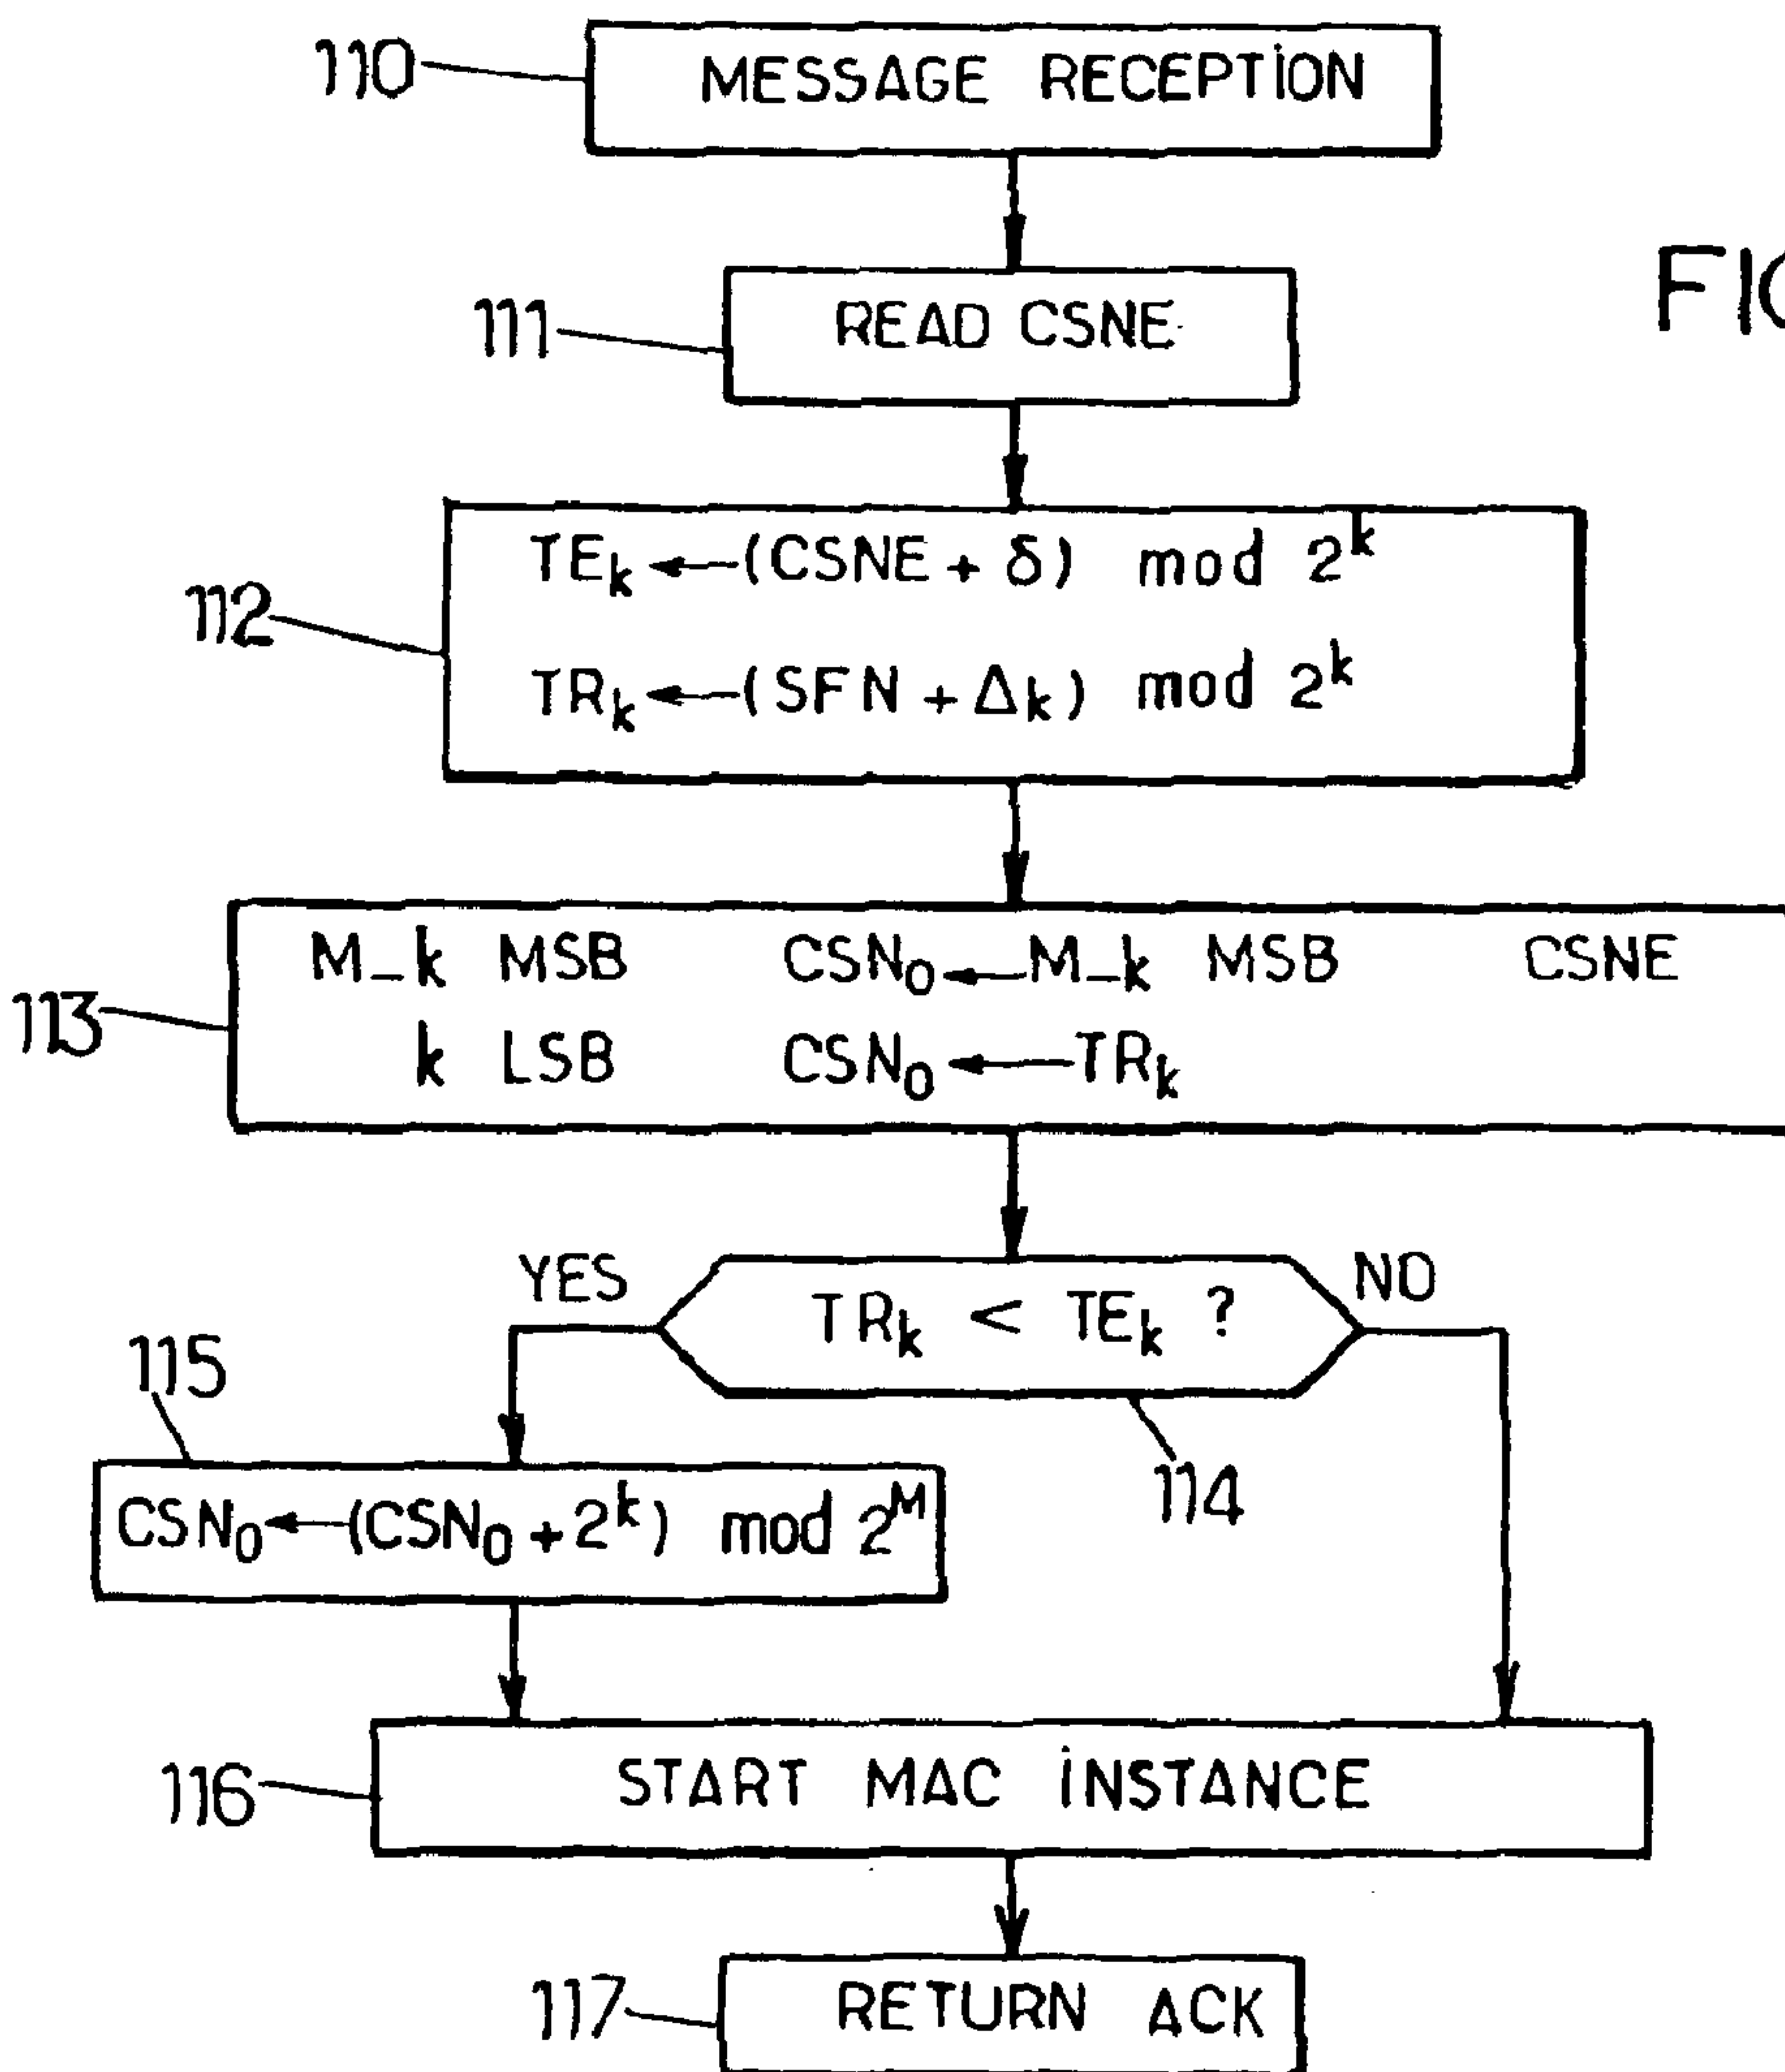 110 MESSAGE RECEPTION
111 READ CSNE
FIG
112
TEₖ ← (CSNE + δ) mod 2ᵏ
TRₖ ← (SFN + Δₖ) mod 2ᵏ
113
M_k MSB CSN₀ ← M_k MSB CSNE
k LSB CSN₀ ← TRₖ
YES TRₖ < TEₖ ? NO
115
114
CSN₀ ← (CSN₀ + 2ᵏ) mod 2ᴹ
116 START MAC INSTANCE
117 RETURN ACK